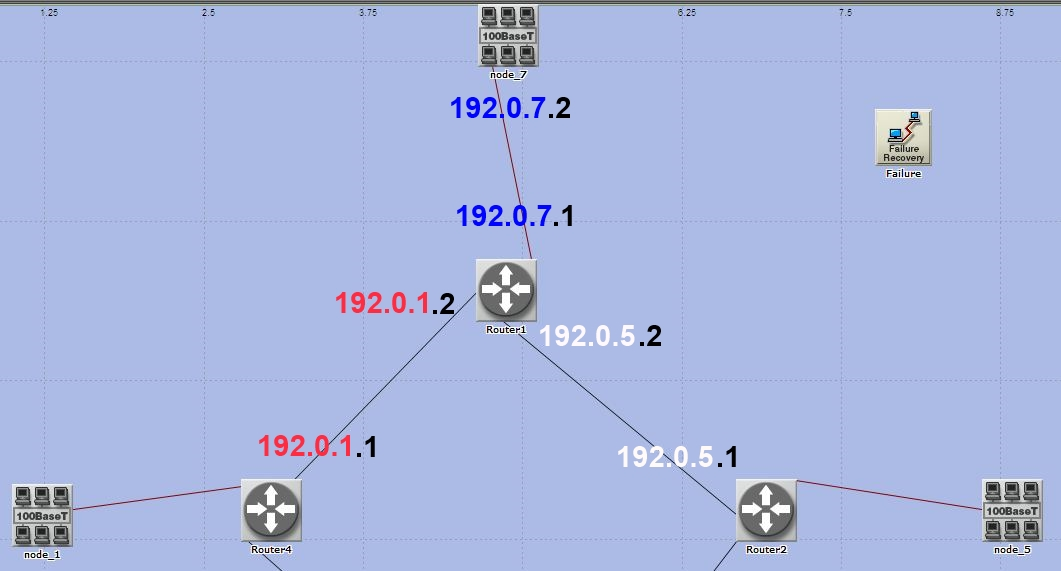 1.25
2.5
3.75
6.25
7.5
8.75
100BaseT
node_7
192.0.7.2
Failure
Recovery
Failure
192.0.7.1
192.0.1.2
Router1
192.0.5.2
192.0.1.1
192.0.5.1
100BaseT
node_1
Router4
Router2
100BaseT
node_5